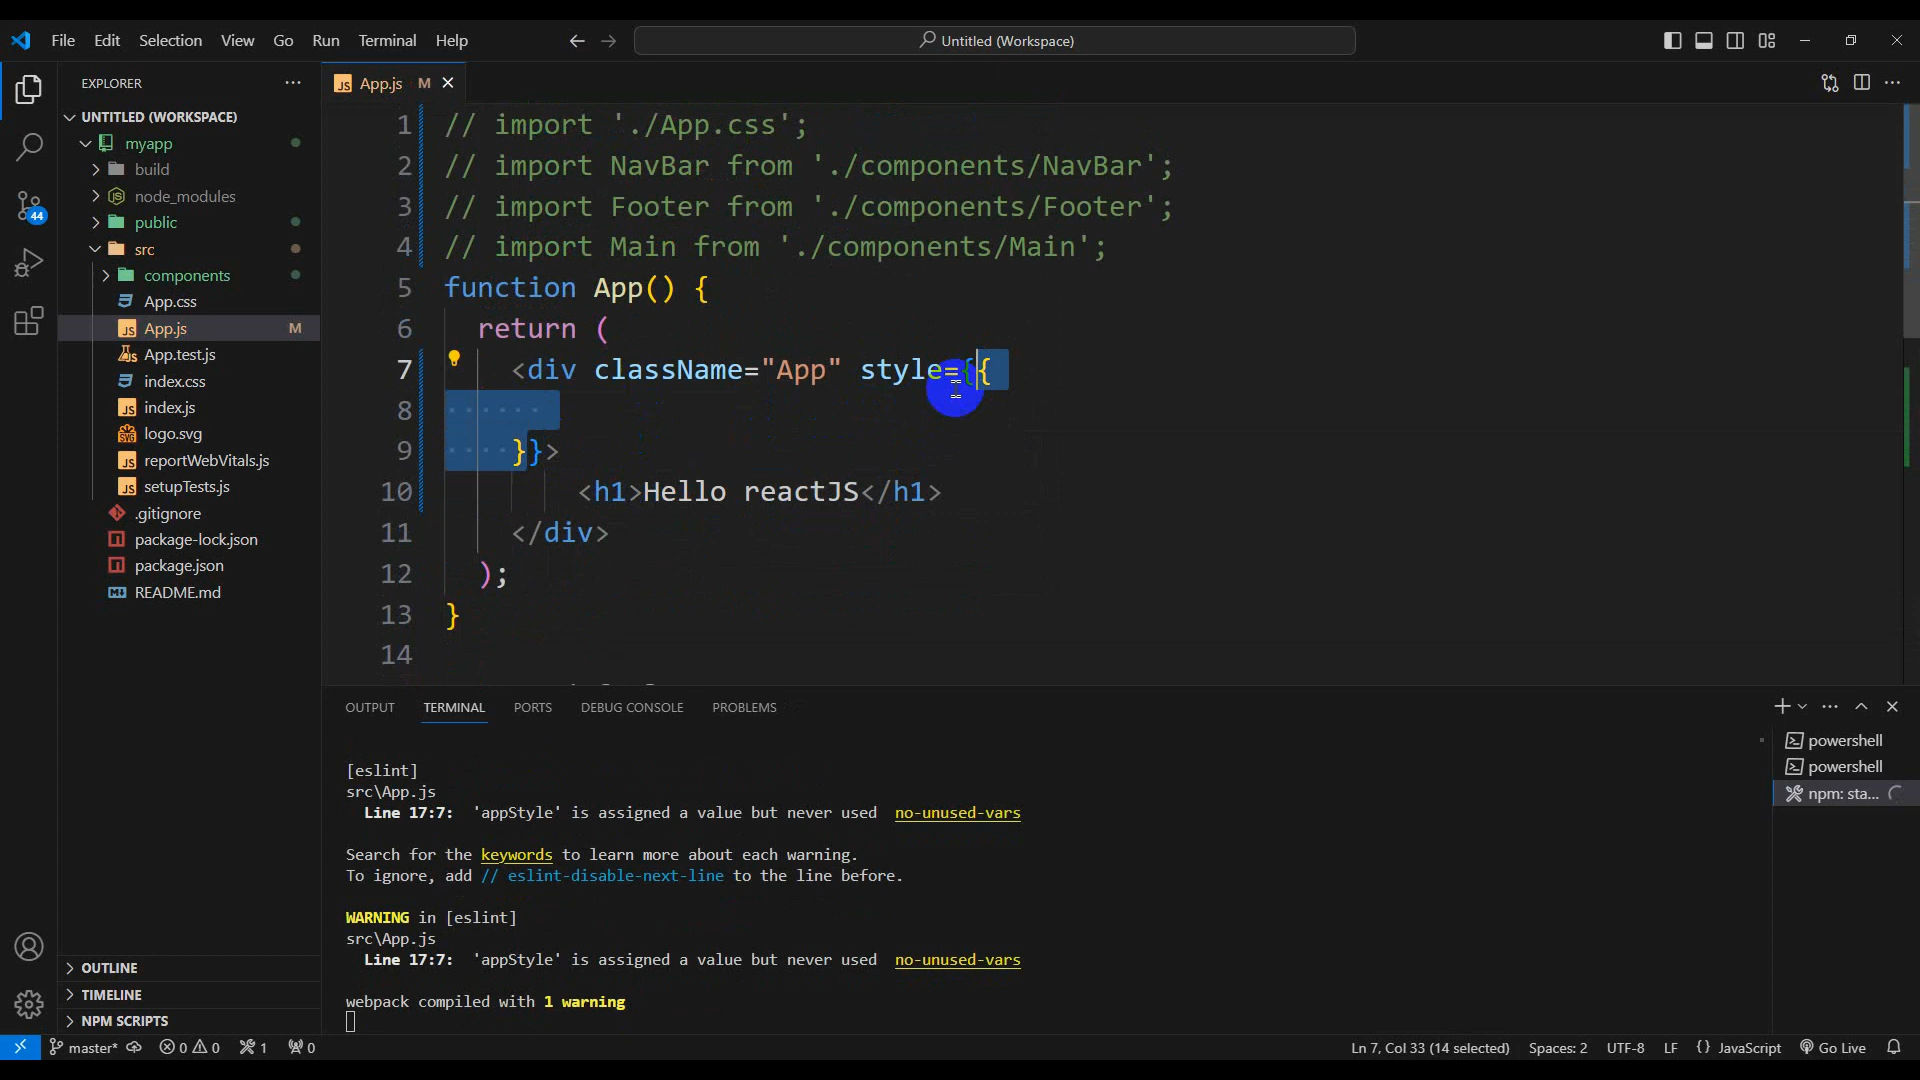 File Edit Selection View Go Run Terminal Help
Untitled (Workspace)
EXPLORER
UNTITLED (WORKSPACE)
myapp
build
node_modules
public
src
components
App.css
App.js M
App.test.js
index.css
index.js
logo.svg
reportWebVitals.js
setupTests.js
.gitignore
package-lock.json
package.json
README.md
44
OUTLINE
TIMELINE
NPM SCRIPTS
App.js M
1 // import './App.css';
2 // import NavBar from './components/NavBar';
3 // import Footer from './components/Footer';
4 // import Main from './components/Main';
5 function App() {
6 return (
7 <div className="App" style={{
8
9 }}>
10 <h1>Hello reactJS</h1>
11 </div>
12 );
13 }
14
OUTPUT TERMINAL PORTS DEBUG CONSOLE PROBLEMS
[eslint]
src\App.js
Line 17:7: 'appStyle' is assigned a value but never used no-unused-vars
Search for the keywords to learn more about each warning.
To ignore, add // eslint-disable-next-line to the line before.
WARNING in [eslint]
src\App.js
Line 17:7: 'appStyle' is assigned a value but never used no-unused-vars
webpack compiled with 1 warning
powershell
powershell
npm: sta...
master* 0 0 1 0
Ln 7, Col 33 (14 selected) Spaces: 2 UTF-8 LF {} JavaScript Go Live